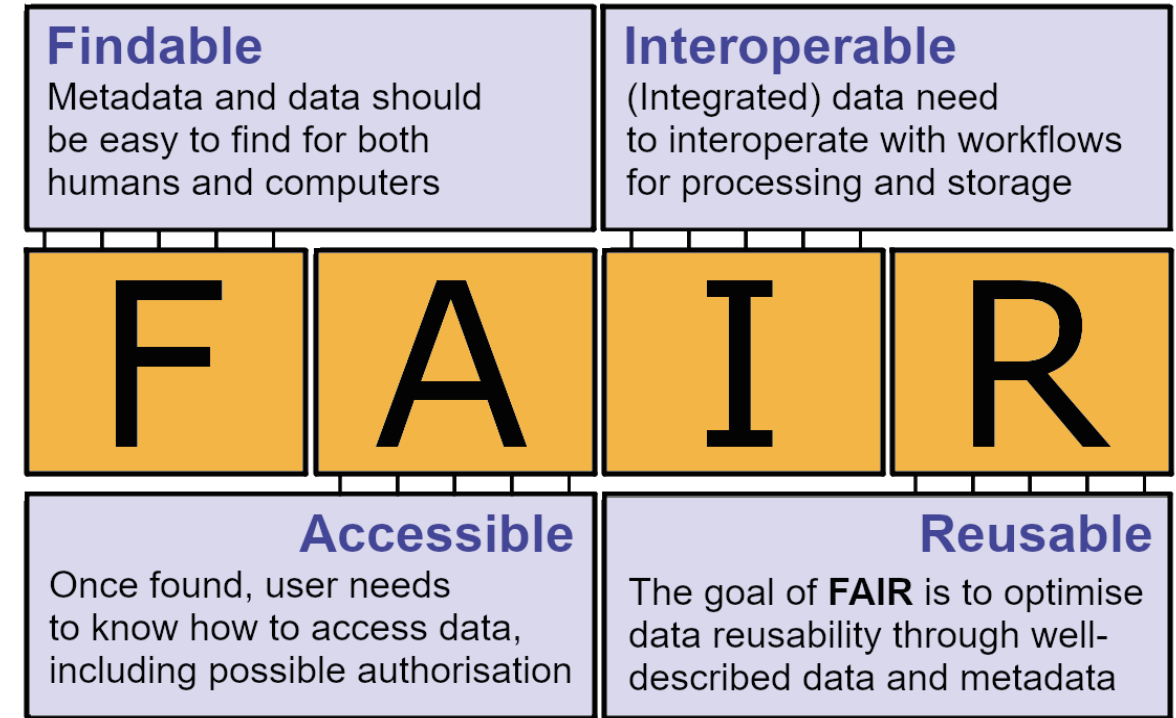 Findable
Metadata and data should
be easy to find for both
humans and computers
Interoperable
(Integrated) data need
to interoperate with workflows
for processing and storage
F A I R
Accessible
Once found, user needs
to know how to access data,
including possible authorisation
Reusable
The goal of FAIR is to optimise
data reusability through well-
described data and metadata